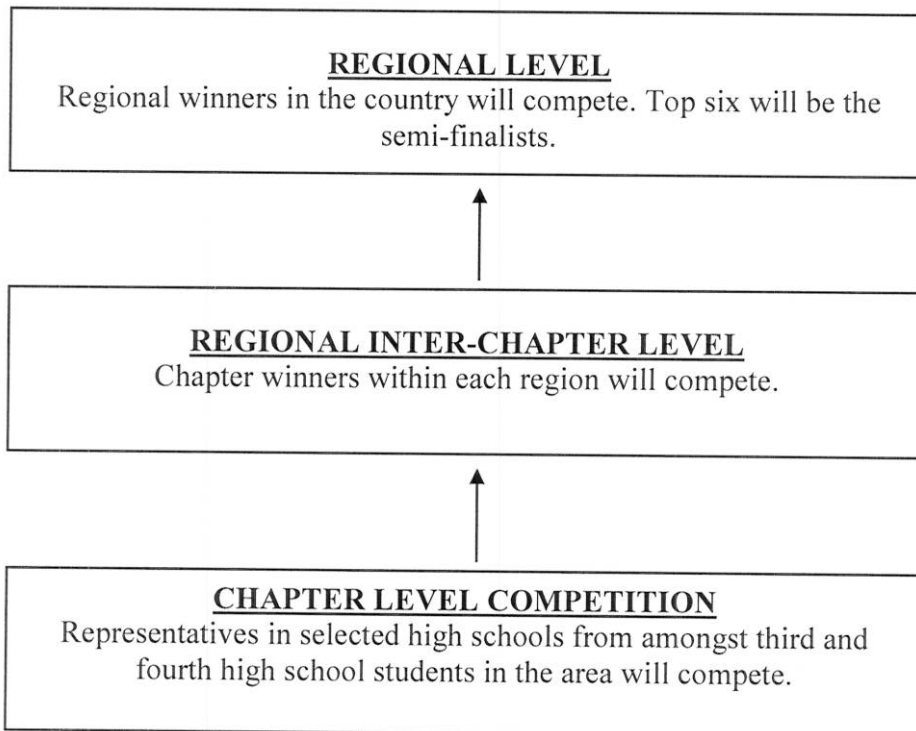 REGIONAL LEVEL
Regional winners in the country will compete. Top six will be the
semi-finalists.
REGIONAL INTER-CHAPTER LEVEL
Chapter winners within each region will compete.
CHAPTER LEVEL COMPETITION
Representatives in selected high schools from amongst third and
fourth high school students in the area will compete.